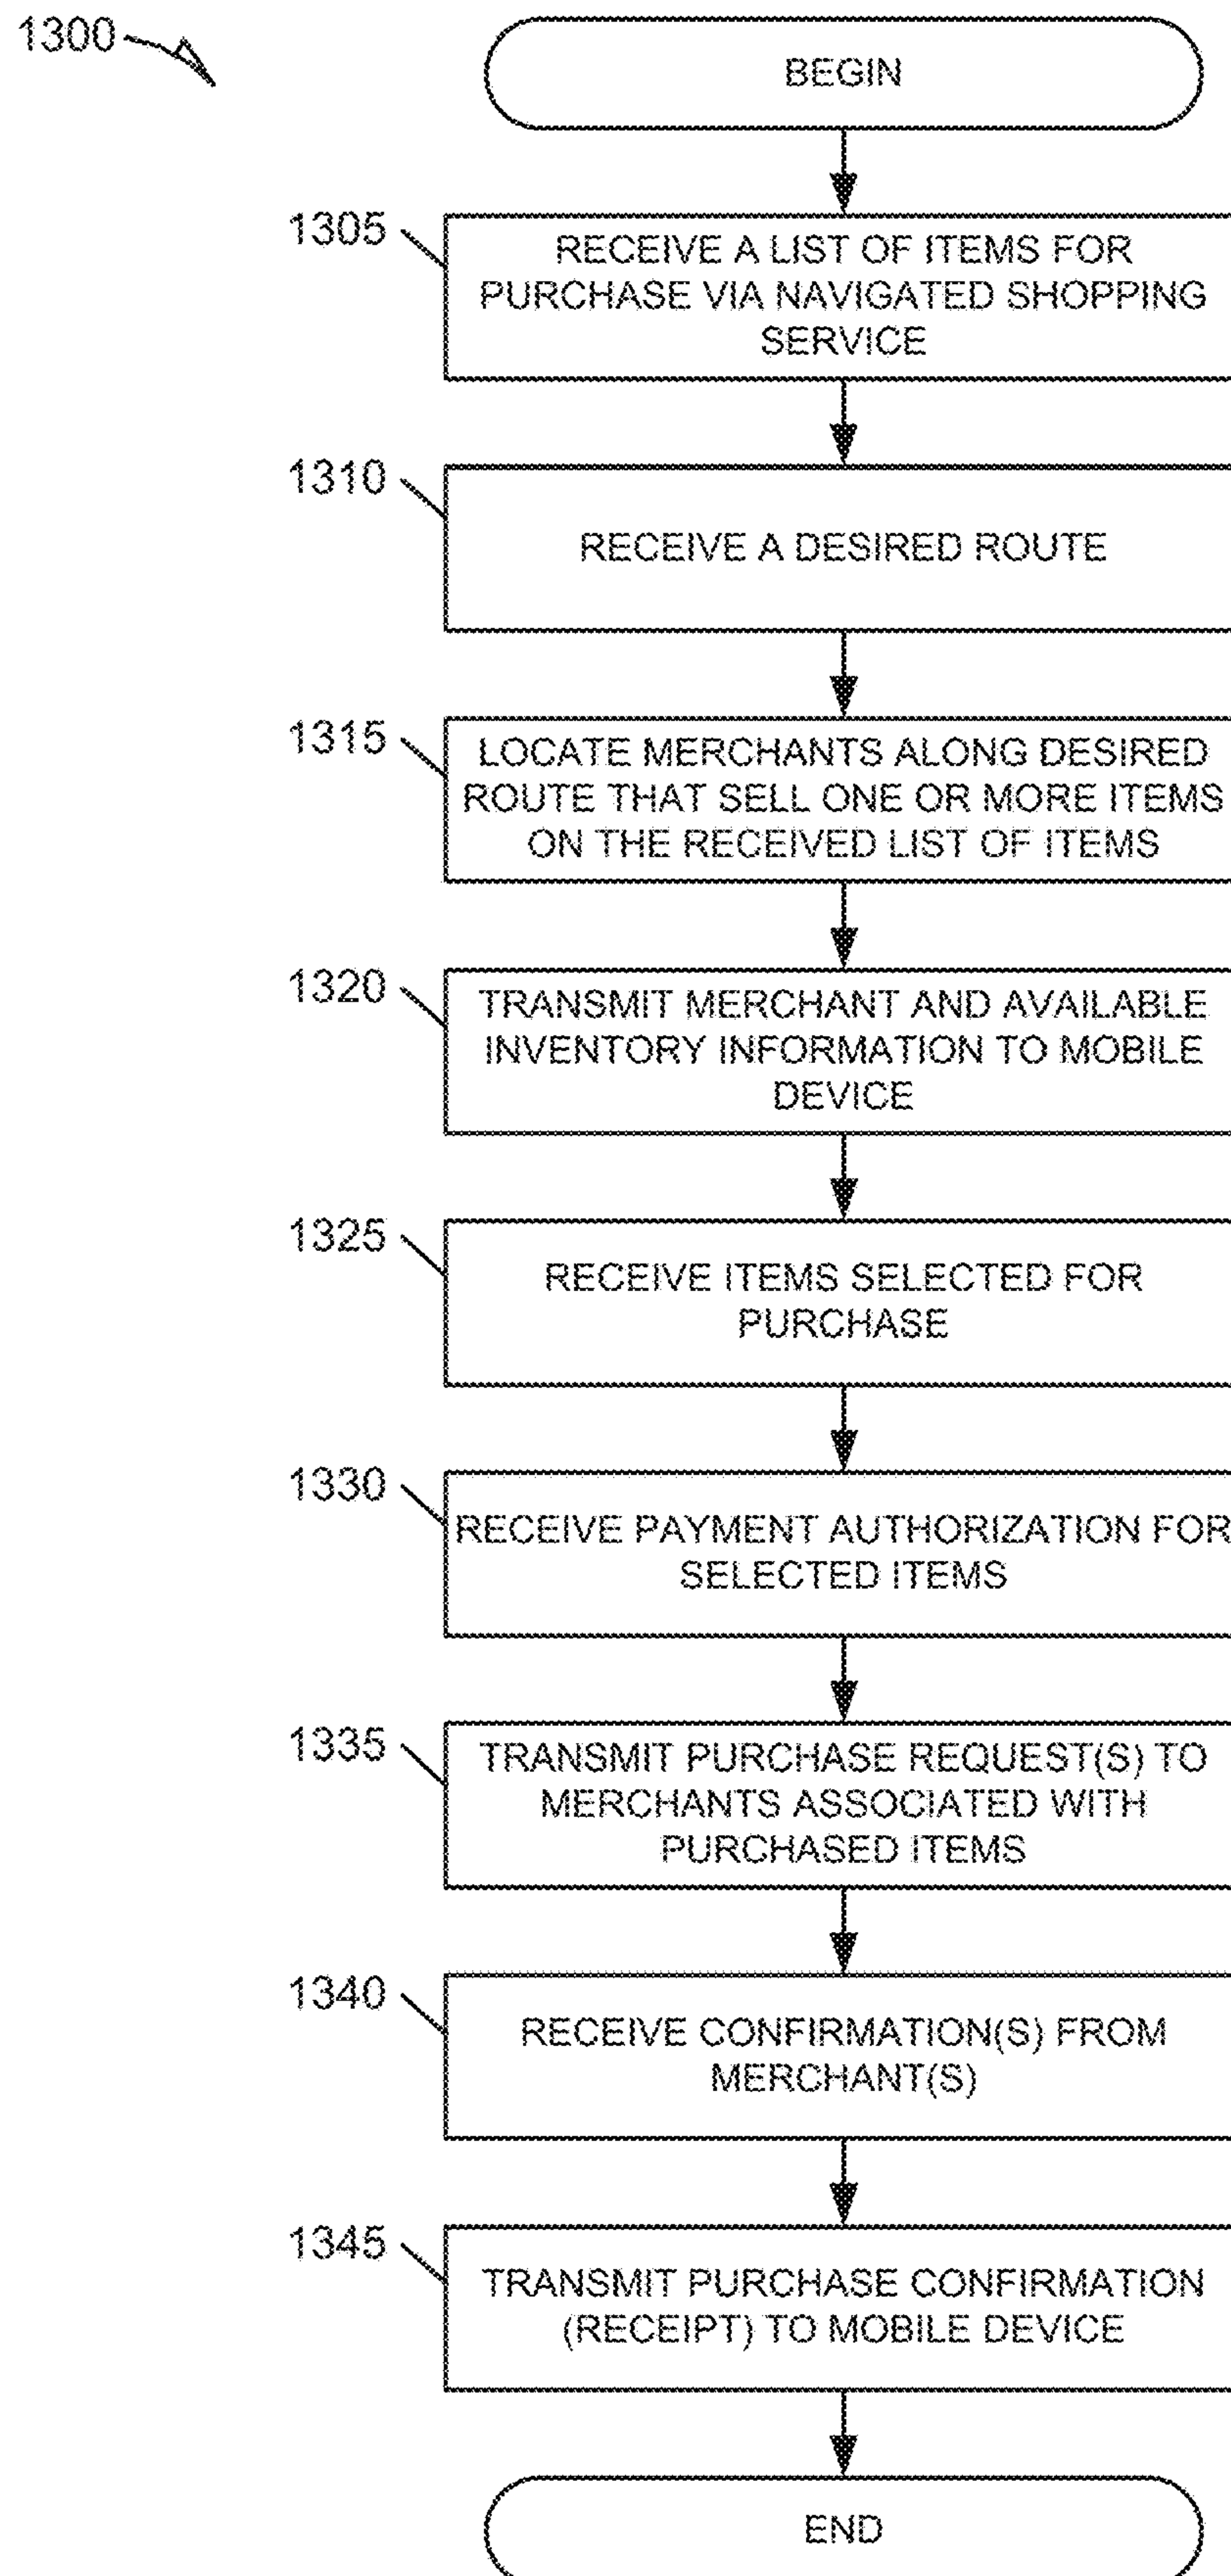 1300
BEGIN
1305
RECEIVE A LIST OF ITEMS FOR
PURCHASE VIA NAVIGATED SHOPPING
SERVICE
1310
RECEIVE A DESIRED ROUTE
1315
LOCATE MERCHANTS ALONG DESIRED
ROUTE THAT SELL ONE OR MORE ITEMS
ON THE RECEIVED LIST OF ITEMS
1320
TRANSMIT MERCHANT AND AVAILABLE
INVENTORY INFORMATION TO MOBILE
DEVICE
1325
RECEIVE ITEMS SELECTED FOR
PURCHASE
1330
RECEIVE PAYMENT AUTHORIZATION FOR
SELECTED ITEMS
1335
TRANSMIT PURCHASE REQUEST(S) TO
MERCHANTS ASSOCIATED WITH
PURCHASED ITEMS
1340
RECEIVE CONFIRMATION(S) FROM
MERCHANT(S)
1345
TRANSMIT PURCHASE CONFIRMATION
(RECEIPT) TO MOBILE DEVICE
END